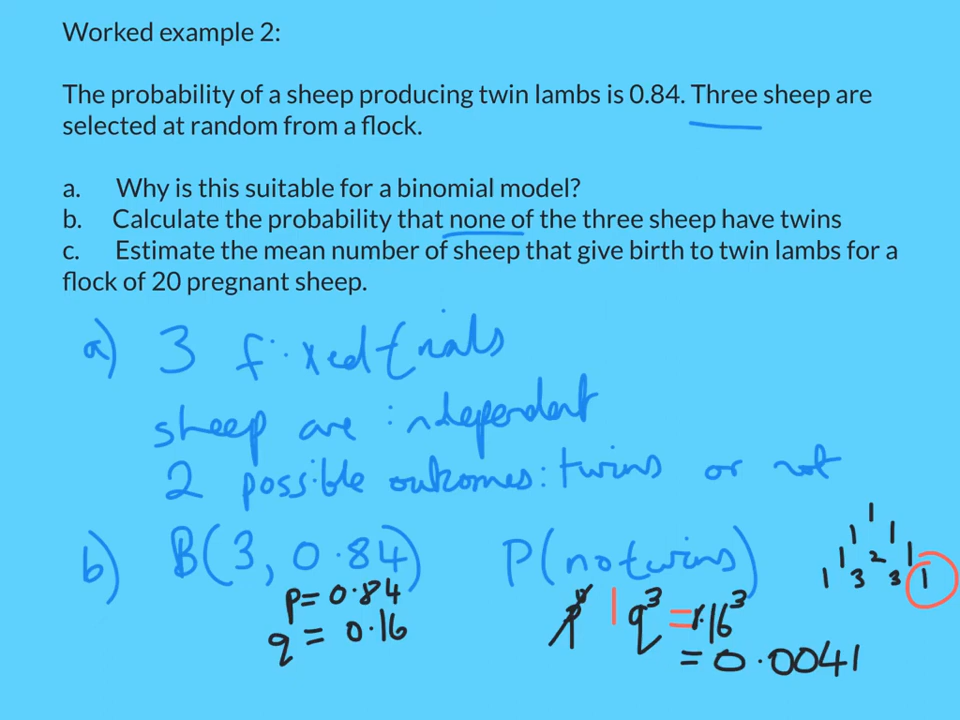 Worked example 2:
The probability of a sheep producing twin lambs is 0.84. Three sheep are
selected at random from a flock.
a. Why is this suitable for a binomial model?
b. Calculate the probability that none of the three sheep have twins
c. Estimate the mean number of sheep that give birth to twin lambs for a
flock of 20 pregnant sheep.
a) 3 fixed trials
sheep are independent
2 possible outcomes: twins or not
1
1 1
1 2 1
1 3 3 1
b) B(3, 0.84) P(no twins)
p = 0.84
q = 0.16
1 q³ = .16³
= 0.0041